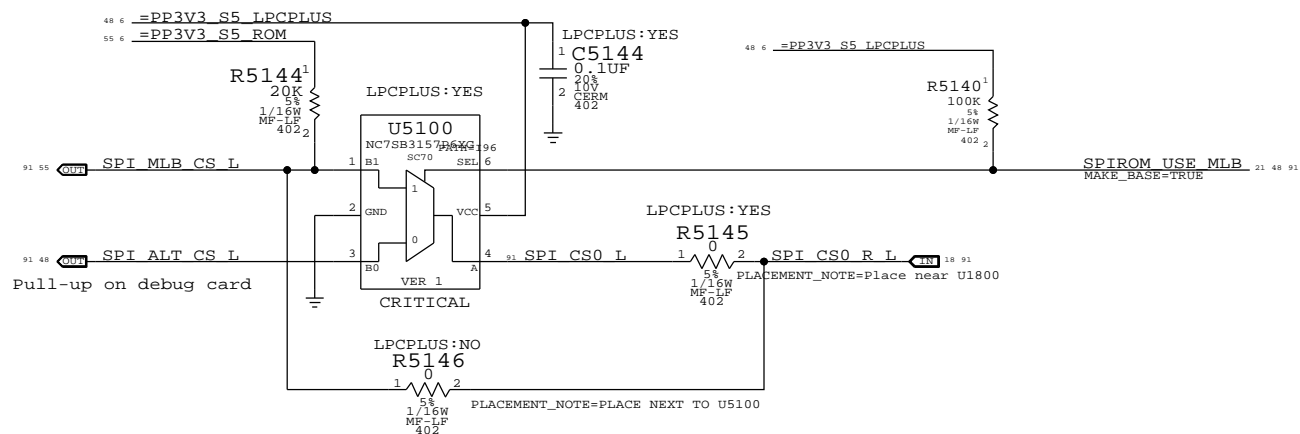 48 6 =PP3V3_S5_LPCPLUS
55 6 =PP3V3_S5_ROM
LPCPLUS:YES
1 C5144
0.1UF
20%
10V
2 CERM
402
48 6 =PP3V3_S5_LPCPLUS
R5144 1
20K
5%
1/16W
MF-LF
402 2
R5140 1
100K
5%
1/16W
MF-LF
402 2
LPCPLUS:YES
U5100
NC7SB3157P6XG
PATH=I96
SC70
91 55 OUT SPI_MLB_CS_L
1 B1
SEL 6
1
SPIROM_USE_MLB 21 48 91
MAKE_BASE=TRUE
2 GND
VCC 5
0
91 48 OUT SPI_ALT_CS_L
3 B0
A 4
VER 1
CRITICAL
Pull-up on debug card
LPCPLUS:YES
R5145
91 SPI_CS0_L
1 0 2
5%
1/16W
MF-LF
402
SPI_CS0_R_L IN 18 91
PLACEMENT_NOTE=Place near U1800
LPCPLUS:NO
R5146
1 0 2
5%
1/16W
MF-LF
402
PLACEMENT_NOTE=PLACE NEXT TO U5100